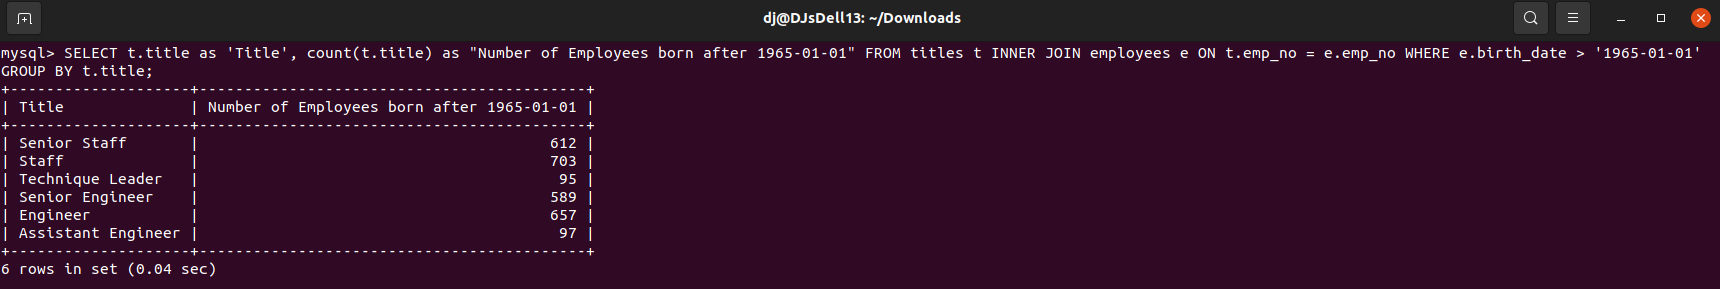 dj@DJsDell13: ~/Downloads
mysql> SELECT t.title as 'Title', count(t.title) as "Number of Employees born after 1965-01-01" FROM titles t INNER JOIN employees e ON t.emp_no = e.emp_no WHERE e.birth_date > '1965-01-01'
GROUP BY t.title;
+--------------------+-------------------------------------------+
| Title              | Number of Employees born after 1965-01-01 |
+--------------------+-------------------------------------------+
| Senior Staff       |                                       612 |
| Staff              |                                       703 |
| Technique Leader   |                                        95 |
| Senior Engineer    |                                       589 |
| Engineer           |                                       657 |
| Assistant Engineer |                                        97 |
+--------------------+-------------------------------------------+
6 rows in set (0.04 sec)